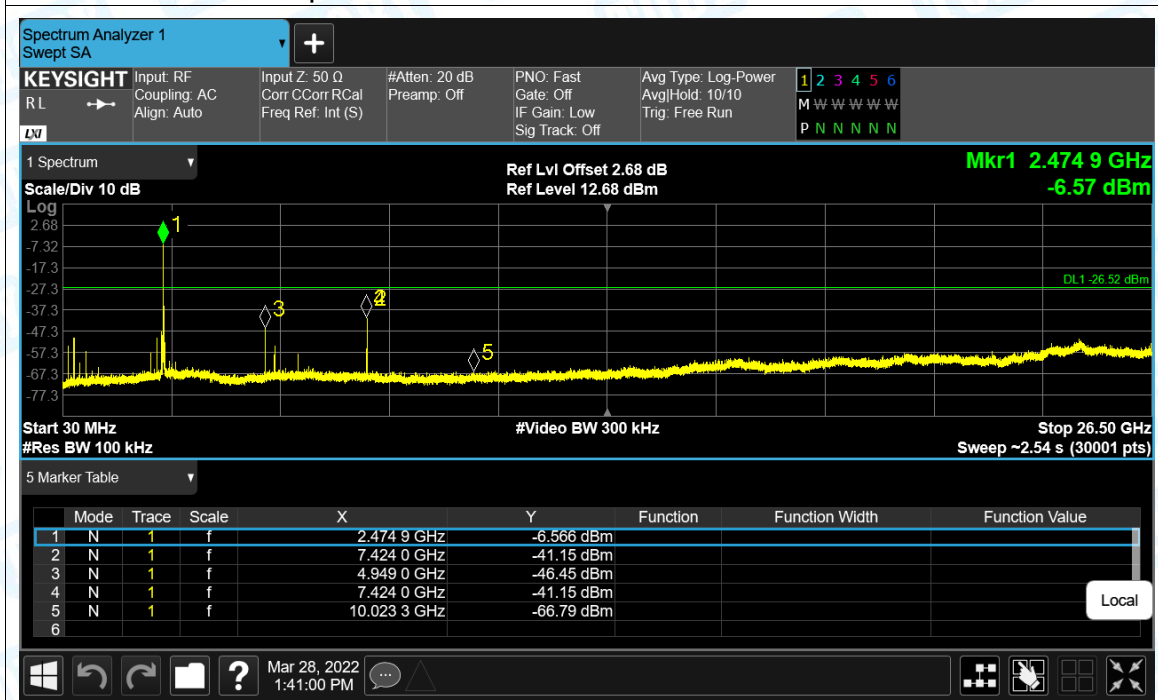 Spectrum Analyzer 1
Swept SA
+
KEYSIGHT Input: RF Input Z: 50 Ω #Atten: 20 dB PNO: Fast Avg Type: Log-Power 1 2 3 4 5 6
R L Coupling: AC Corr CCorr RCal Preamp: Off Gate: Off Avg|Hold: 10/10 M W W W W W
Align: Auto Freq Ref: Int (S) IF Gain: Low Trig: Free Run
LXI Sig Track: Off P N N N N N
1 Spectrum
Ref Lvl Offset 2.68 dB Mkr1 2.474 9 GHz
Scale/Div 10 dB Ref Level 12.68 dBm -6.57 dBm
Log
2.68
1
-7.32
-17.3
DL1 -26.52 dBm
-27.3
2
-37.3
3
-47.3
-57.3
5
-67.3
-77.3
Start 30 MHz #Video BW 300 kHz Stop 26.50 GHz
#Res BW 100 kHz Sweep ~2.54 s (30001 pts)
5 Marker Table
Mode Trace Scale X Y Function Function Width Function Value
1 N 1 f 2.474 9 GHz -6.566 dBm
2 N 1 f 7.424 0 GHz -41.15 dBm
3 N 1 f 4.949 0 GHz -46.45 dBm
4 N 1 f 7.424 0 GHz -41.15 dBm
5 N 1 f 10.023 3 GHz -66.79 dBm
6
Local
? Mar 28, 2022
1:41:00 PM